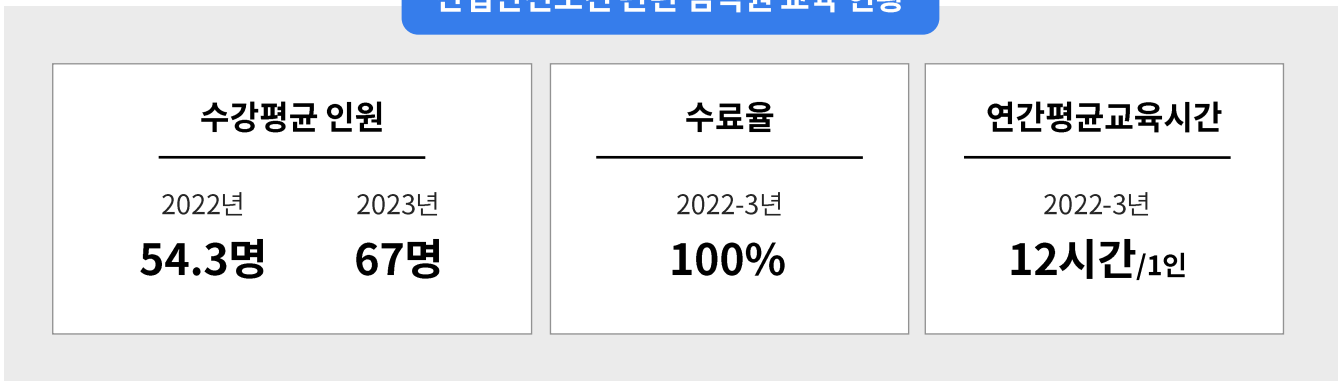 수강평균 인원
2022년 2023년
54.3명 67명
수료율
2022-3년
100%
연간평균교육시간
2022-3년
12시간/1인